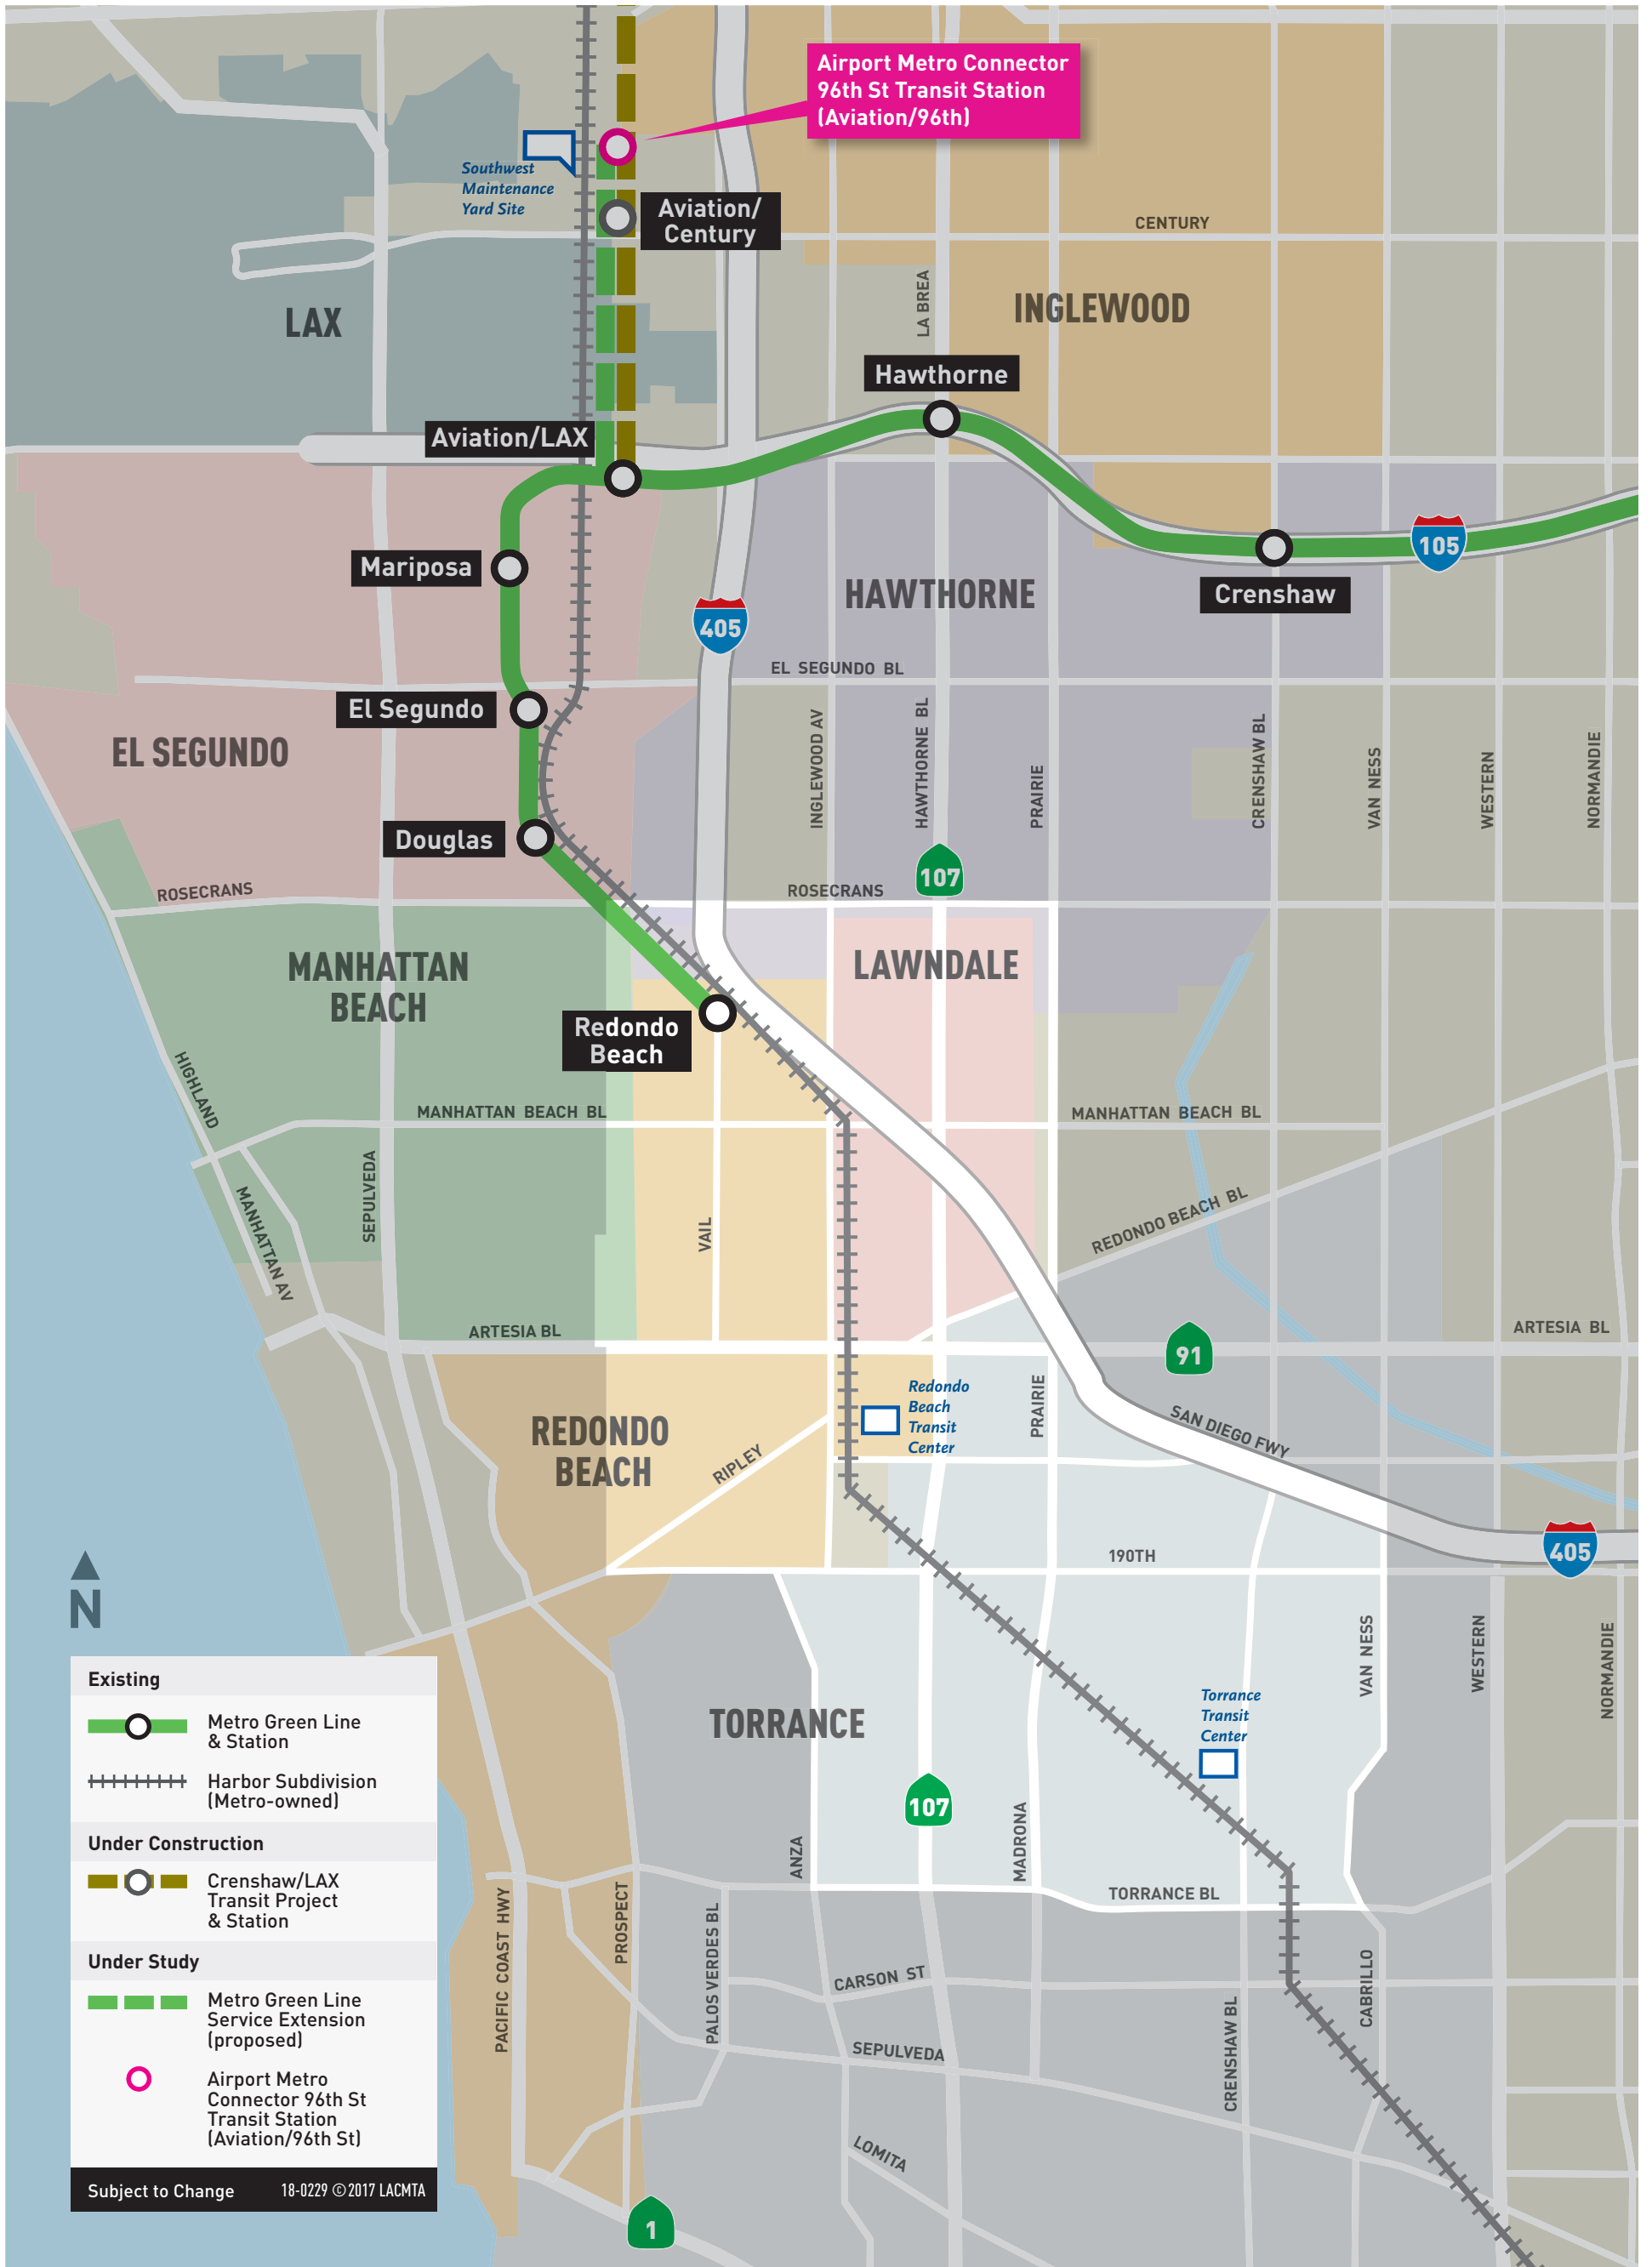 Airport Metro Connector
96th St Transit Station
(Aviation/96th)
Southwest
Maintenance
Yard Site
Aviation/
Century
CENTURY
LA BREA
LAX
INGLEWOOD
Hawthorne
Aviation/LAX
105
Mariposa
HAWTHORNE
Crenshaw
405
EL SEGUNDO BL
El Segundo
EL SEGUNDO
INGLEWOOD AV
HAWTHORNE BL
PRAIRIE
CRENSHAW BL
VAN NESS
WESTERN
NORMANDIE
Douglas
107
ROSECRANS
ROSECRANS
MANHATTAN
BEACH
LAWNDALE
Redondo
Beach
HIGHLAND
MANHATTAN BEACH BL
MANHATTAN BEACH BL
SEPULVEDA
MANHATTAN AV
VAIL
REDONDO BEACH BL
ARTESIA BL
ARTESIA BL
91
Redondo
Beach
Transit
Center
PRAIRIE
SAN DIEGO FWY
REDONDO
BEACH
RIPLEY
190TH
405
N
VAN NESS
WESTERN
NORMANDIE
Torrance
Transit
Center
TORRANCE
107
ANZA
MADRONA
TORRANCE BL
PACIFIC COAST HWY
PROSPECT
PALOS VERDES BL
CARSON ST
CABRILLO
SEPULVEDA
CRENSHAW BL
LOMITA
1
Existing
Metro Green Line
& Station
Harbor Subdivision
(Metro-owned)
Under Construction
Crenshaw/LAX
Transit Project
& Station
Under Study
Metro Green Line
Service Extension
(proposed)
Airport Metro
Connector 96th St
Transit Station
(Aviation/96th St)
Subject to Change 18-0229 ©2017 LACMTA